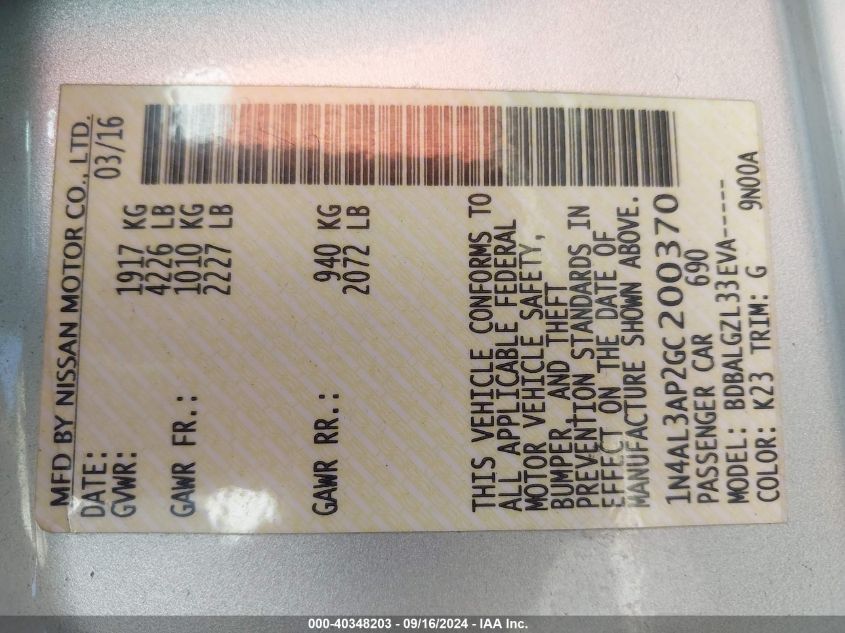 MFD BY NISSAN MOTOR CO., LTD.
DATE: 03/16
GVWR: 1917 KG
4226 LB
GAWR FR.: 1010 KG
2227 LB
GAWR RR.: 940 KG
2072 LB
THIS VEHICLE CONFORMS TO
ALL APPLICABLE FEDERAL
MOTOR VEHICLE SAFETY,
BUMPER, AND THEFT
PREVENTION STANDARDS IN
EFFECT ON THE DATE OF
MANUFACTURE SHOWN ABOVE.
1N4AL3AP2GC200370
PASSENGER CAR 690
MODEL: BDBALGZL33EVA-----
COLOR: K23 TRIM: G 9N00A
000-40348203 - 09/16/2024 - IAA Inc.